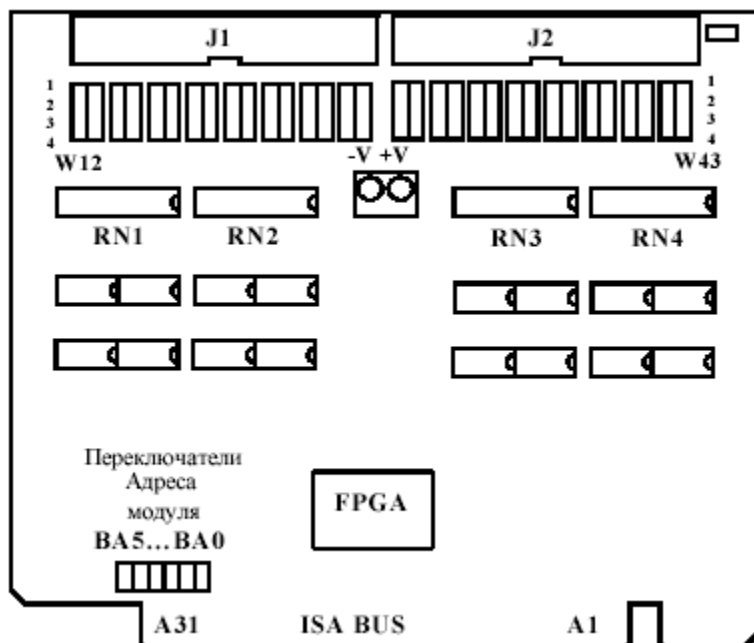 J1 J2
1 1
2 2
3 3
4 4
W12 -V +V W43
RN1 RN2 RN3 RN4
Переключатели
Адреса
модуля
BA5...BA0
FPGA
A31 ISA BUS A1